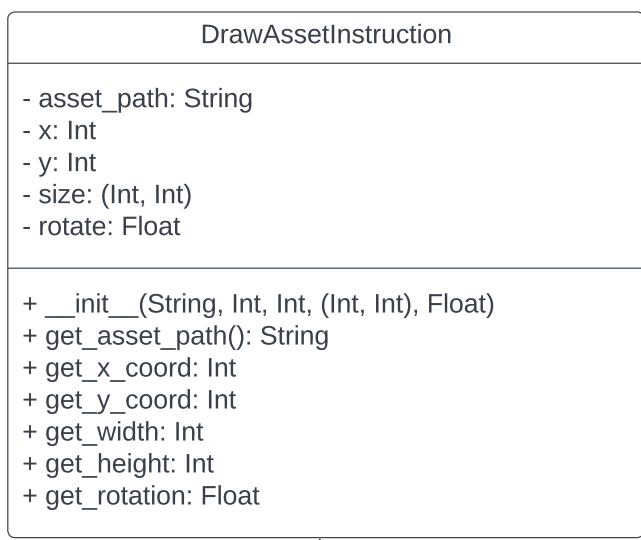 DrawAssetInstruction
- asset_path: String
- x: Int
- y: Int
- size: (Int, Int)
- rotate: Float
+ __init__(String, Int, Int, (Int, Int), Float)
+ get_asset_path(): String
+ get_x_coord: Int
+ get_y_coord: Int
+ get_width: Int
+ get_height: Int
+ get_rotation: Float